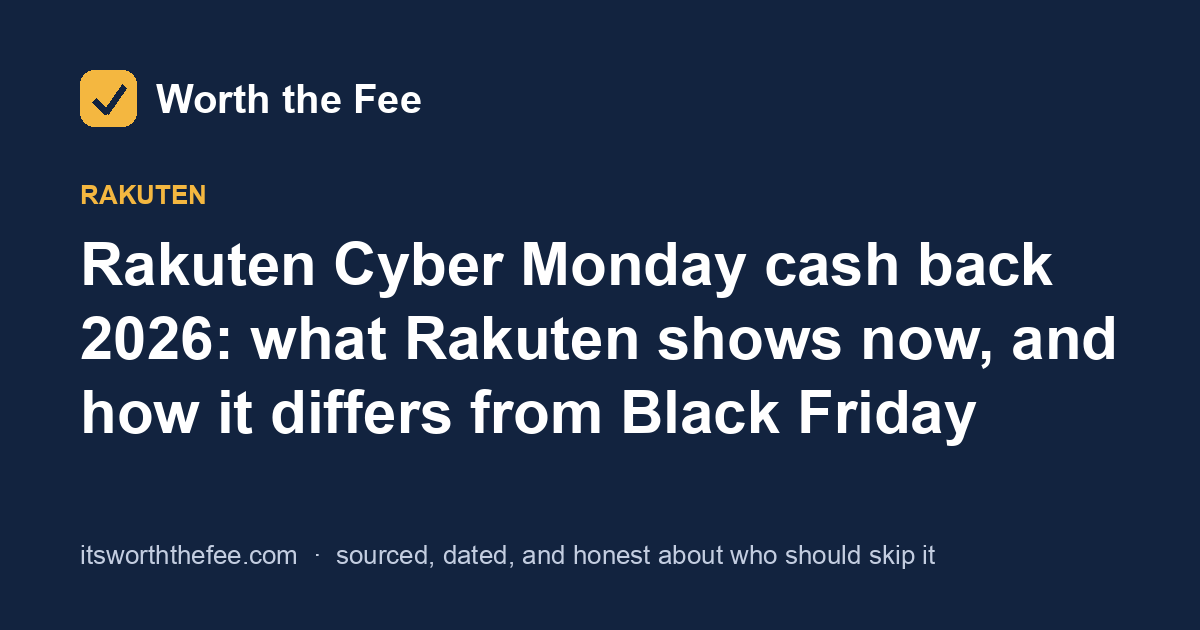 Worth the Fee
RAKUTEN
Rakuten Cyber Monday cash back
2026: what Rakuten shows now, and
how it differs from Black Friday
itsworththefee.com · sourced, dated, and honest about who should skip it